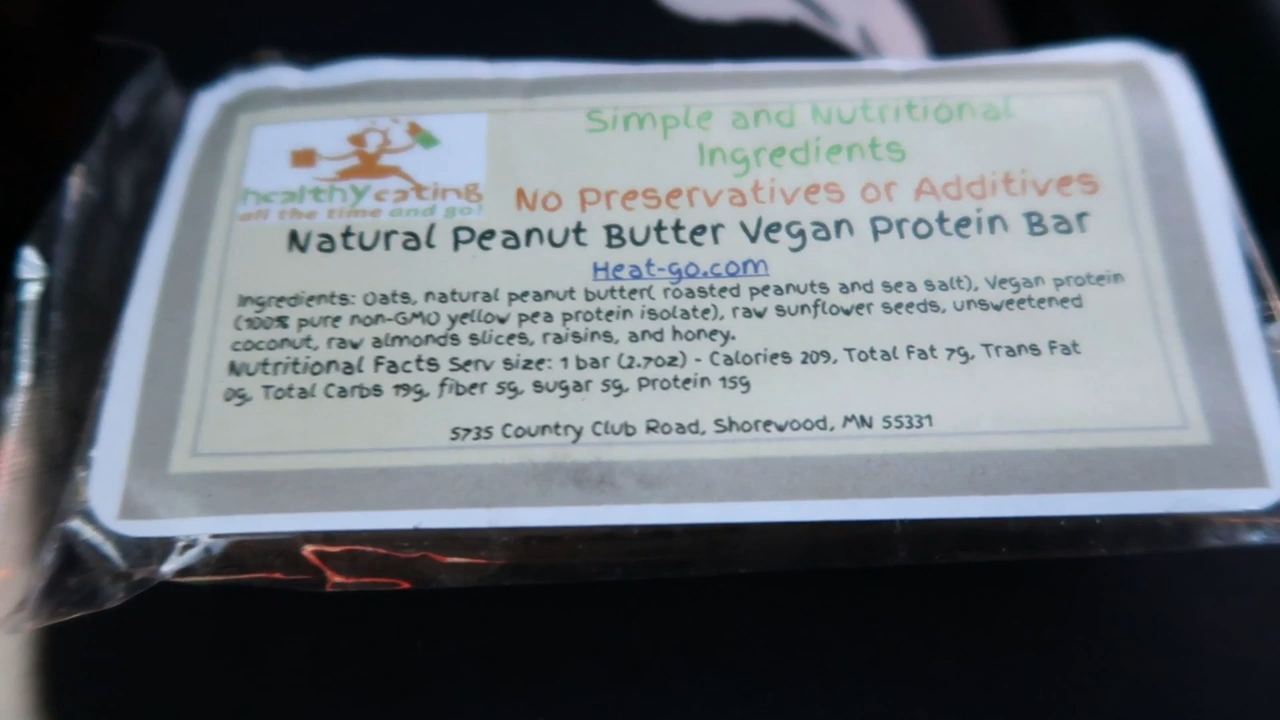 healthy eating
all the time and go!
Simple and Nutritional
Ingredients
No Preservatives or Additives
Natural Peanut Butter Vegan Protein Bar
Heat-go.com
Ingredients: Oats, natural peanut butter( roasted peanuts and sea salt), Vegan protein
(100% pure non-GMO yellow pea protein isolate), raw sunflower seeds, unsweetened
coconut, raw almonds slices, raisins, and honey.
Nutritional Facts Serv size: 1 bar (2.7oz) - Calories 209, Total Fat 7g, Trans Fat
0g, Total Carbs 19g, fiber 5g, sugar 5g, Protein 15g
5735 Country Club Road, Shorewood, MN 55331